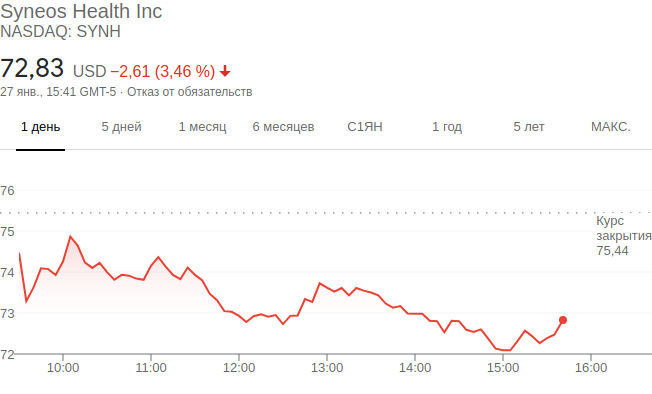 Syneos Health Inc
NASDAQ: SYNH
72,83 USD −2,61 (3,46 %)
27 янв., 15:41 GMT-5 · Отказ от обязательств
1 день 5 дней 1 месяц 6 месяцев С1ЯН 1 год 5 лет МАКС.
76
Курс
закрытия
75,44
75
74
73
72
10:00 11:00 12:00 13:00 14:00 15:00 16:00